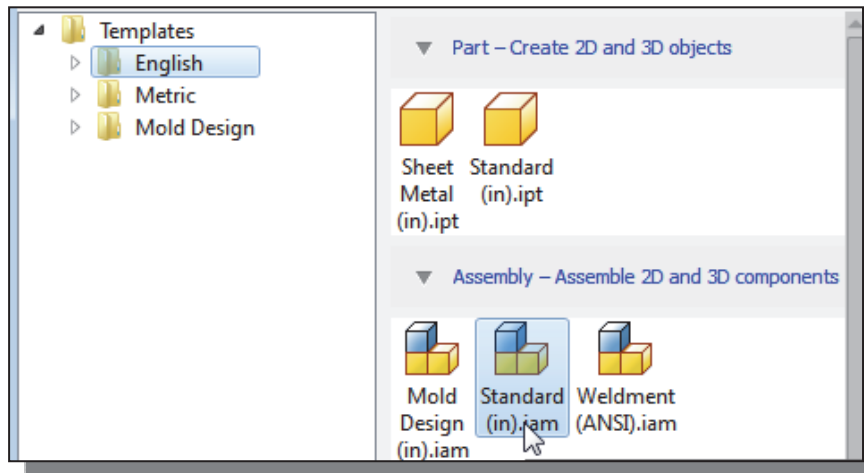 Templates
English
Metric
Mold Design
Part – Create 2D and 3D objects
Sheet Standard
Metal (in).ipt
(in).ipt
Assembly – Assemble 2D and 3D components
Mold Standard Weldment
Design (in).iam (ANSI).iam
(in).iam